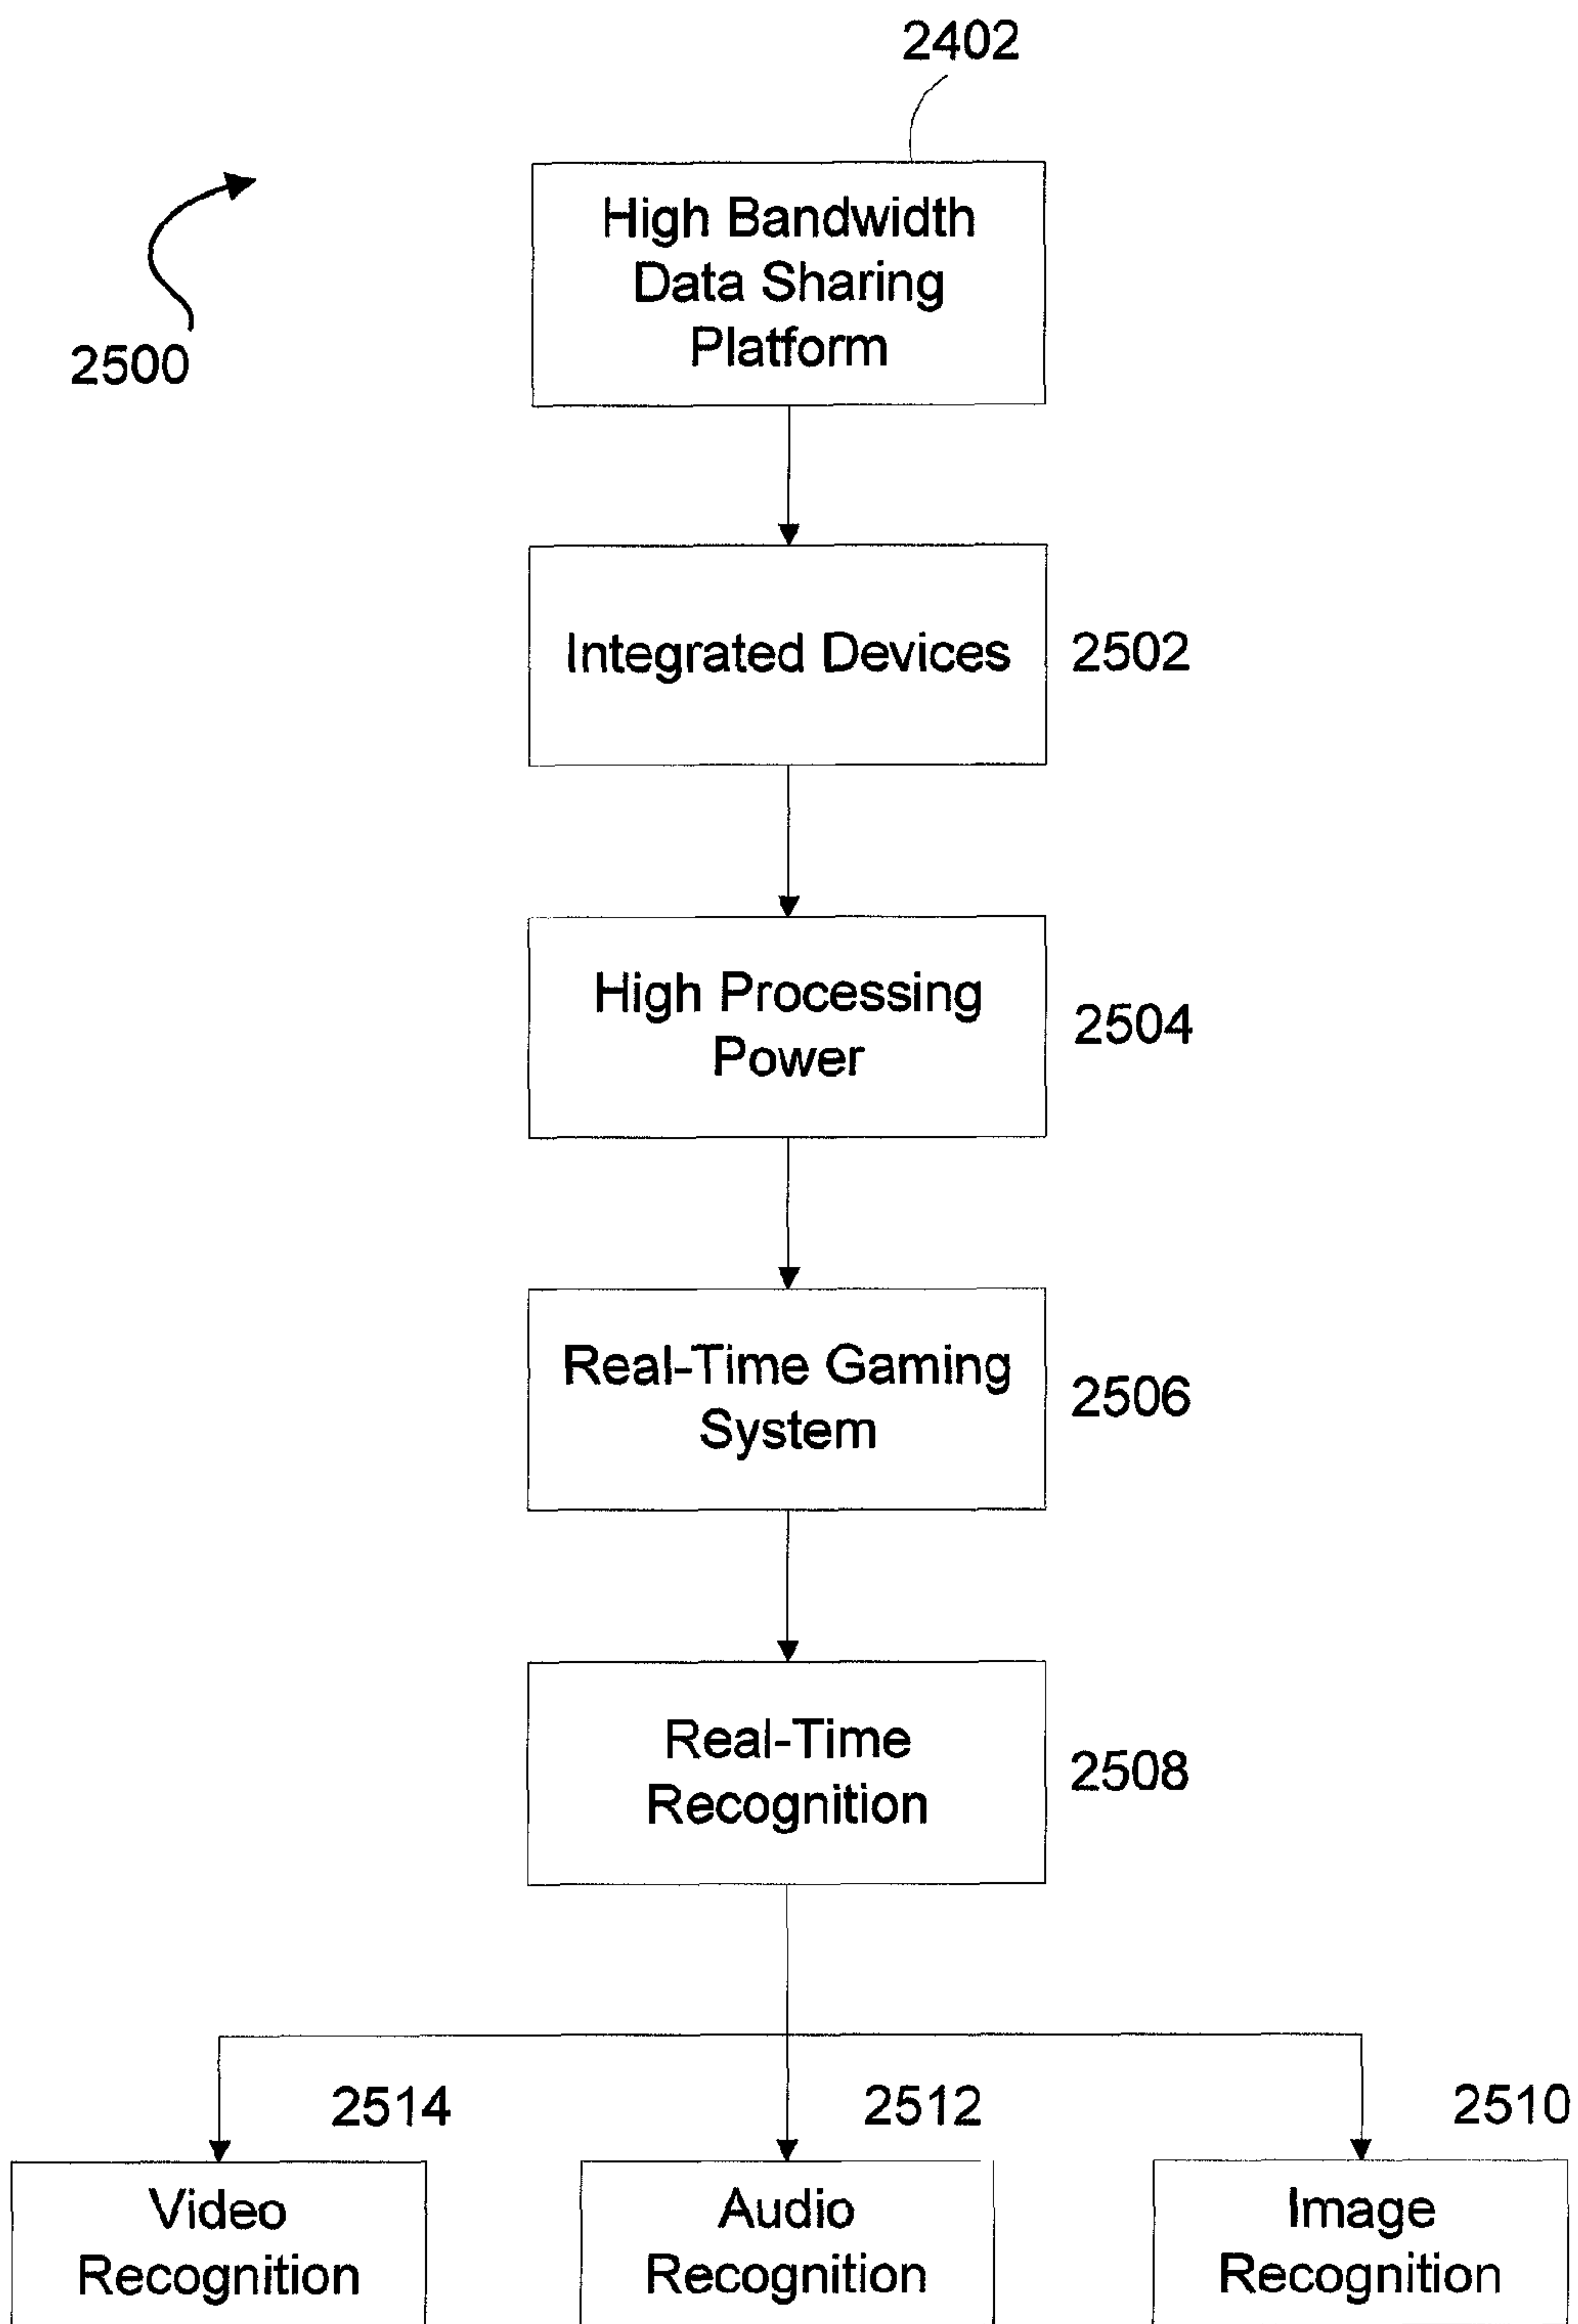 2402
2500
High Bandwidth
Data Sharing
Platform
Integrated Devices
2502
High Processing
Power
2504
Real-Time Gaming
System
2506
Real-Time
Recognition
2508
2514
2512
2510
Video
Recognition
Audio
Recognition
Image
Recognition